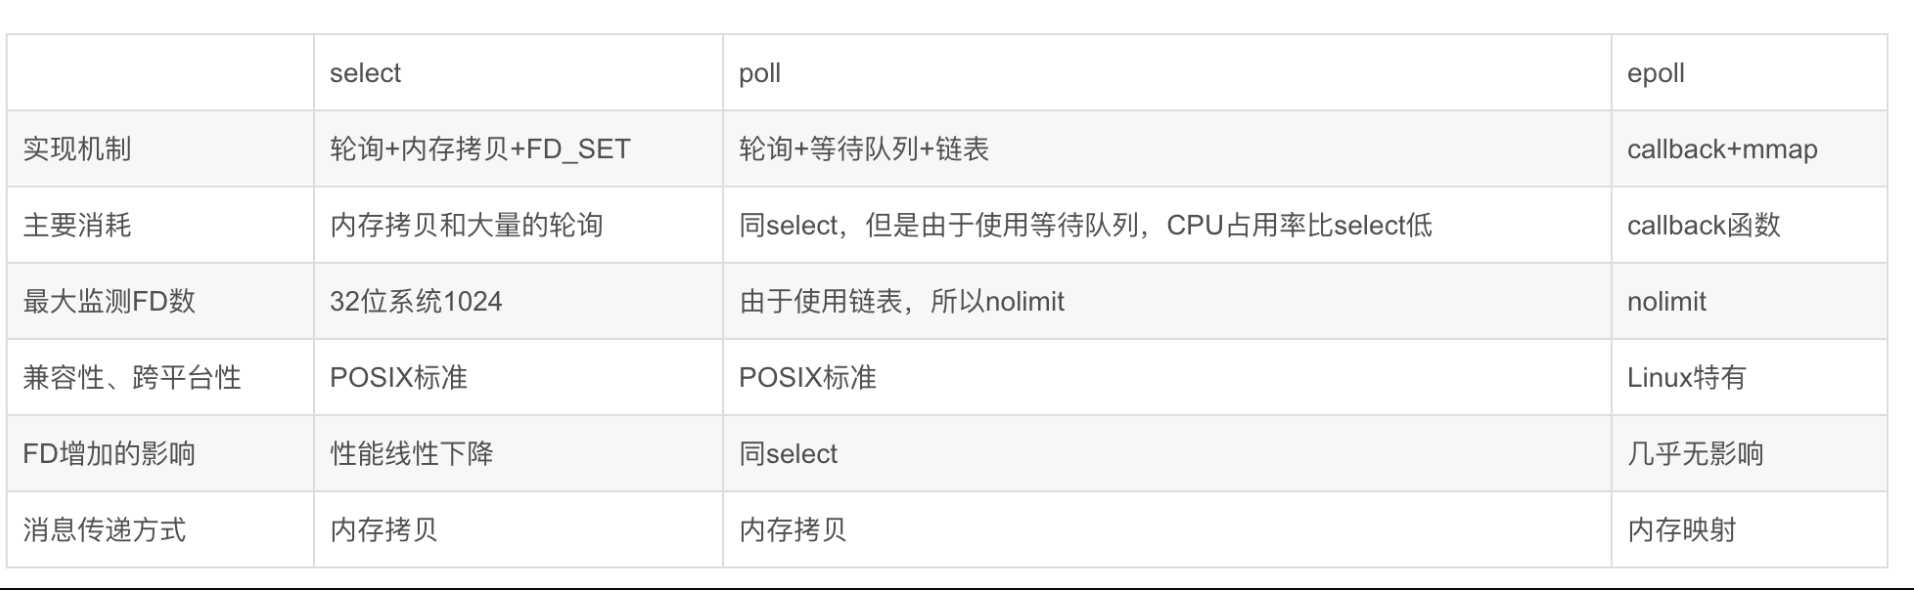 select poll epoll
实现机制 轮询+内存拷贝+FD_SET 轮询+等待队列+链表 callback+mmap
主要消耗 内存拷贝和大量的轮询 同select，但是由于使用等待队列，CPU占用率比select低 callback函数
最大监测FD数 32位系统1024 由于使用链表，所以nolimit nolimit
兼容性、跨平台性 POSIX标准 POSIX标准 Linux特有
FD增加的影响 性能线性下降 同select 几乎无影响
消息传递方式 内存拷贝 内存拷贝 内存映射